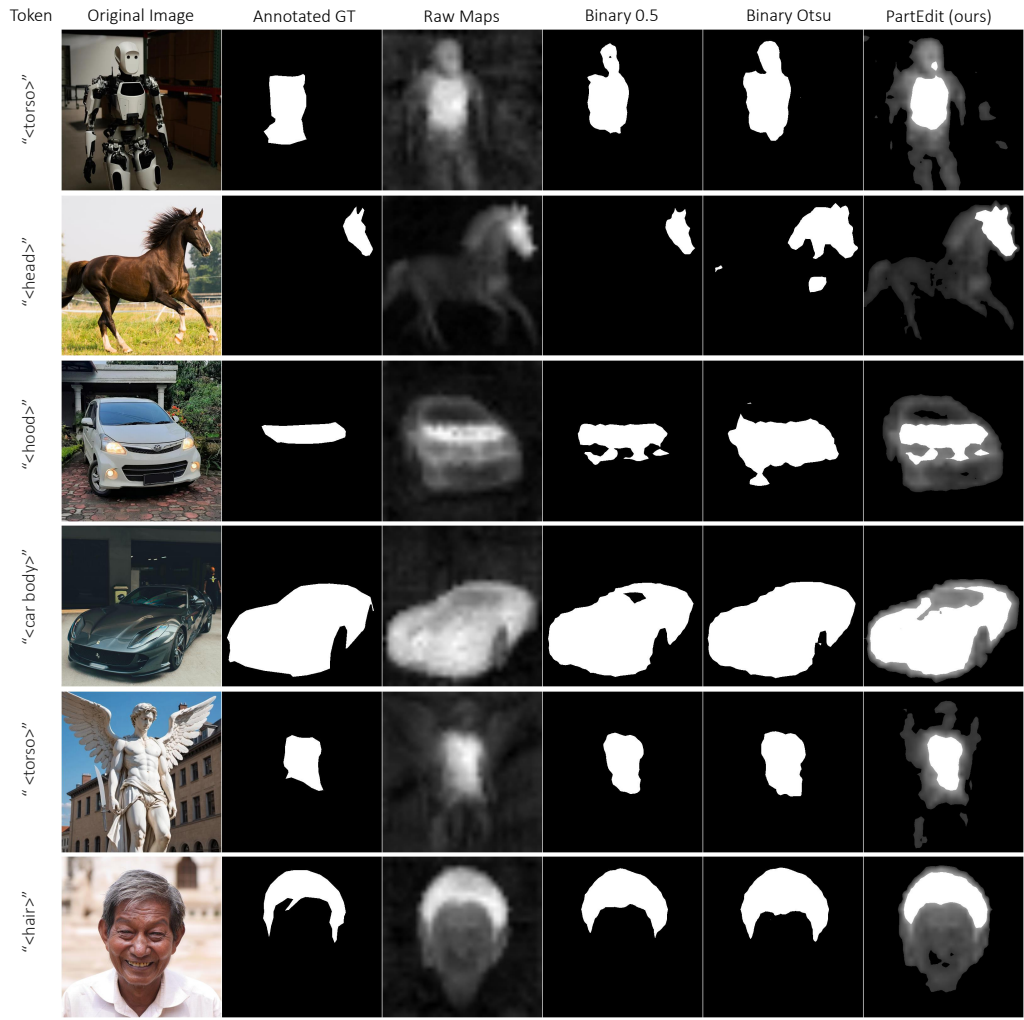 Token Original Image Annotated GT Raw Maps Binary 0.5 Binary Otsu PartEdit (ours)
“<torso>”
“<head>”
“<hood>”
“<car body>”
“ <torso>”
“<hair>”